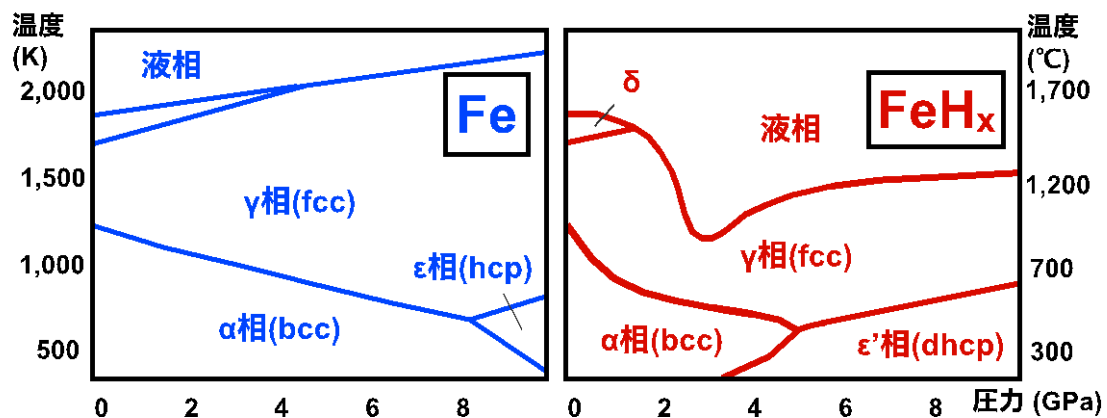 温度
(K)
2,000
1,500
1,000
500
液相
Fe
γ相(fcc)
ε相(hcp)
α相(bcc)
0
2
4
6
8
δ
液相
FeHx
γ相(fcc)
α相(bcc)
ε’相(dhcp)
0
2
4
6
8
圧力 (GPa)
温度
(℃)
1,700
1,200
700
300